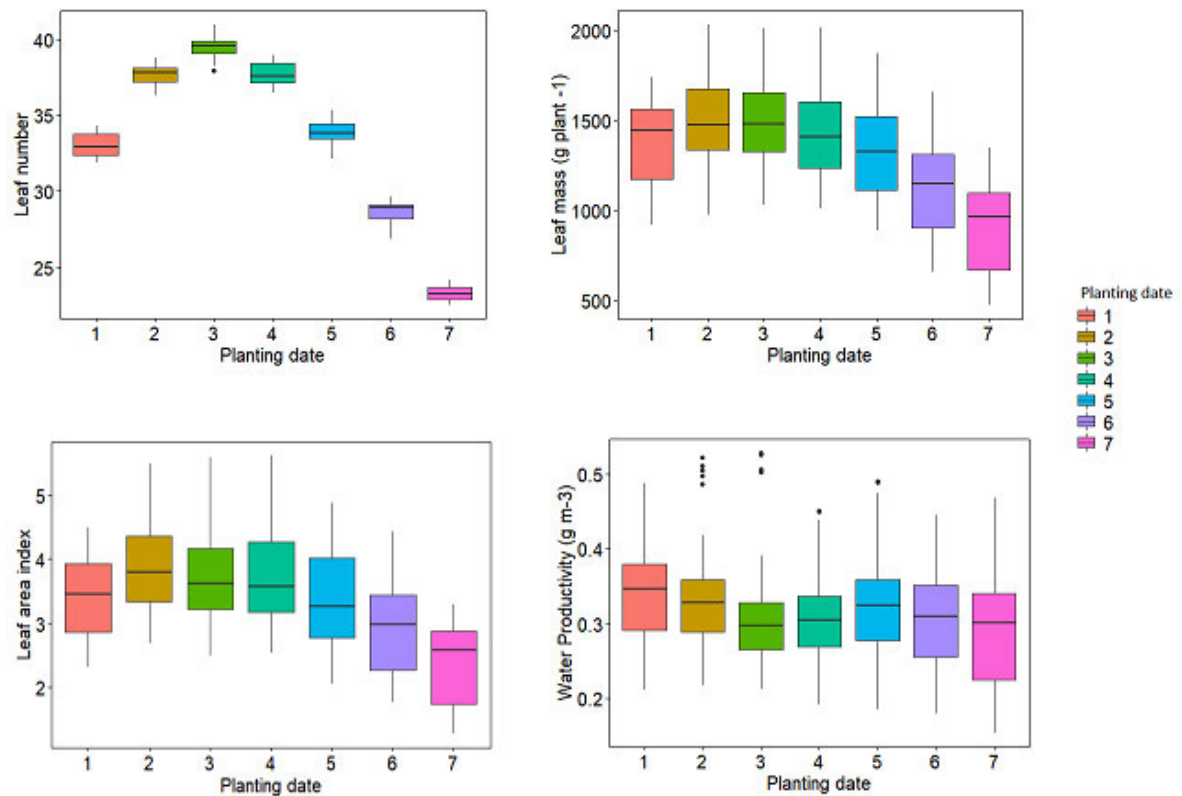 Leaf number
40
35
30
25
1 2 3 4 5 6 7
Planting date
Leaf mass (g plant -1)
2000
1500
1000
500
1 2 3 4 5 6 7
Planting date
Planting date
1
2
3
4
5
6
7
Leaf area index
5
4
3
2
1 2 3 4 5 6 7
Planting date
Water Productivity (g m-3)
0.5
0.4
0.3
0.2
1 2 3 4 5 6 7
Planting date